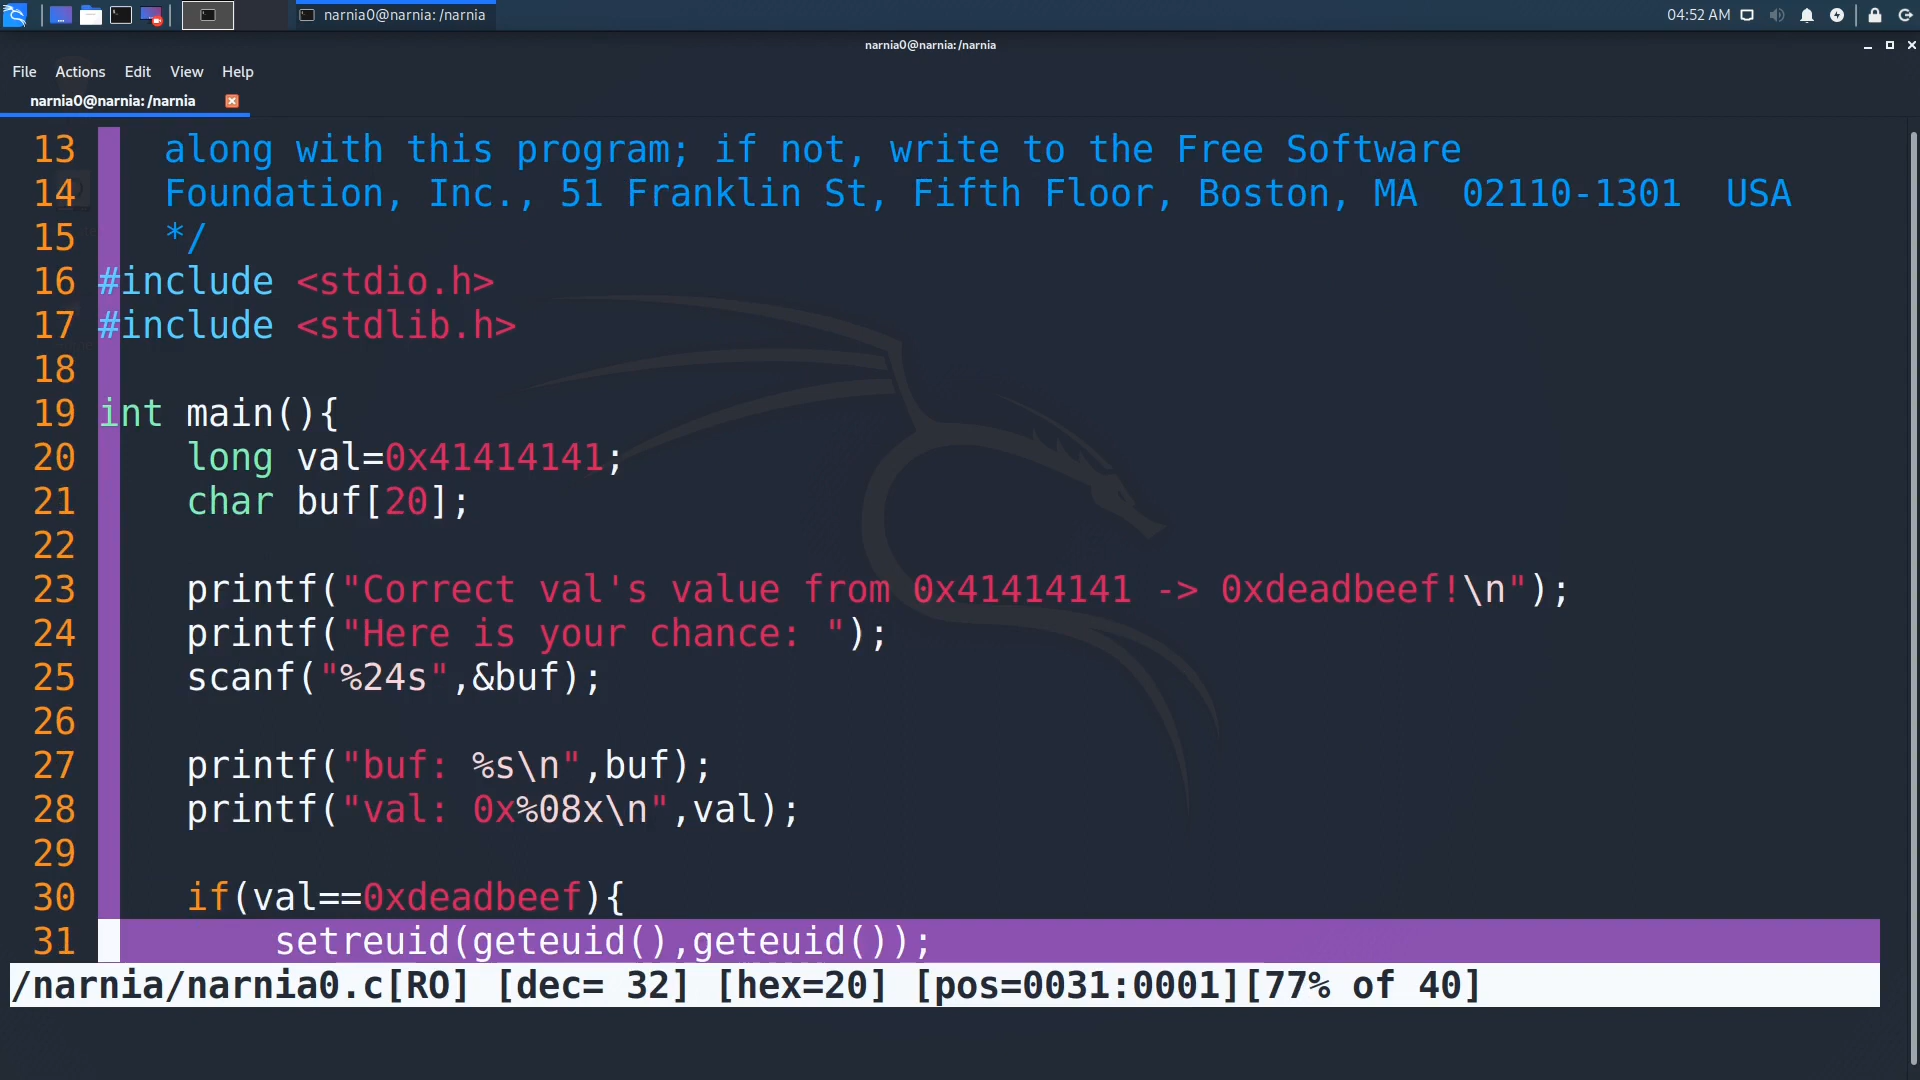 narnia0@narnia: /narnia
04:52 AM
narnia0@narnia: /narnia
File Actions Edit View Help
narnia0@narnia: /narnia
13 along with this program; if not, write to the Free Software
14 Foundation, Inc., 51 Franklin St, Fifth Floor, Boston, MA  02110-1301  USA
15 */
16 #include <stdio.h>
17 #include <stdlib.h>
18
19 int main(){
20 long val=0x41414141;
21 char buf[20];
22
23 printf("Correct val's value from 0x41414141 -> 0xdeadbeef!\n");
24 printf("Here is your chance: ");
25 scanf("%24s",&buf);
26
27 printf("buf: %s\n",buf);
28 printf("val: 0x%08x\n",val);
29
30 if(val==0xdeadbeef){
31 setreuid(geteuid(),geteuid());
/narnia/narnia0.c[RO] [dec= 32] [hex=20] [pos=0031:0001][77% of 40]